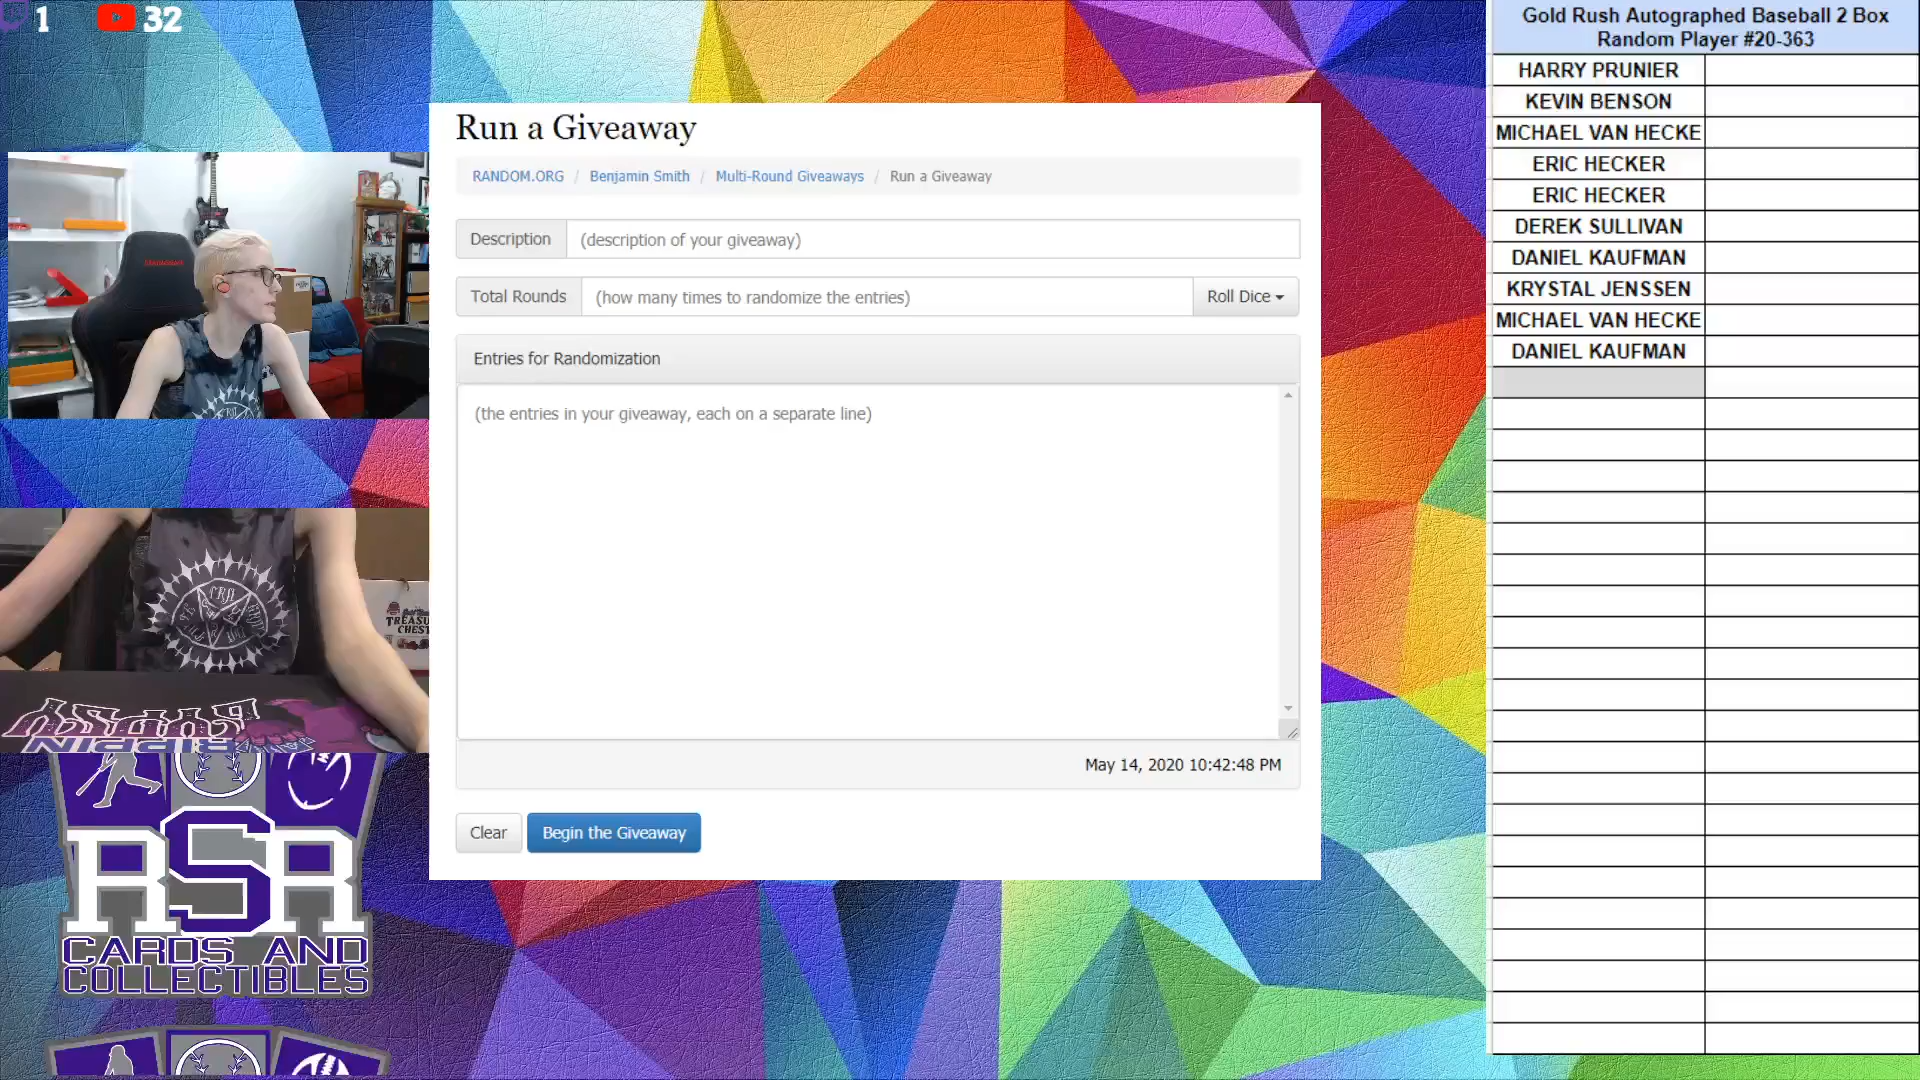 1
32
Run a Giveaway
RANDOM.ORG / Benjamin Smith / Multi-Round Giveaways / Run a Giveaway
Description (description of your giveaway)
Total Rounds (how many times to randomize the entries) Roll Dice
Entries for Randomization
(the entries in your giveaway, each on a separate line)
May 14, 2020 10:42:48 PM
Clear Begin the Giveaway
Gold Rush Autographed Baseball 2 Box
Random Player #20-363
HARRY PRUNIER
KEVIN BENSON
MICHAEL VAN HECKE
ERIC HECKER
ERIC HECKER
DEREK SULLIVAN
DANIEL KAUFMAN
KRYSTAL JENSSEN
MICHAEL VAN HECKE
DANIEL KAUFMAN
TREASURE
CHEST
RIPPIN
RSR
CARDS AND
COLLECTIBLES